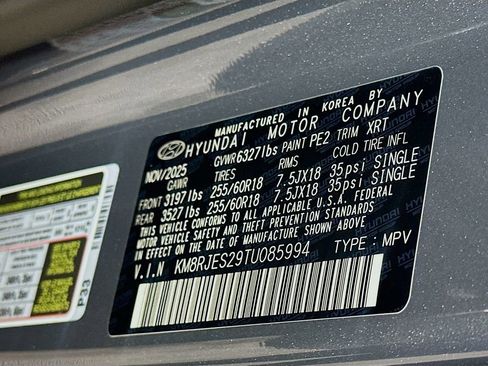 MANUFACTURED IN KOREA BY
HYUNDAI MOTOR COMPANY
NOV/2025 GVWR 6327lbs PAINT PE2 TRIM XRT
GAWR TIRES RIMS COLD TIRE INFL
FRONT 3197lbs 255/60R18 7.5JX18 35psi SINGLE
REAR 3527lbs 255/60R18 7.5JX18 35psi SINGLE
THIS VEHICLE CONFORMS TO ALL APPLICABLE U.S.A. FEDERAL
MOTOR VEHICLE SAFETY AND THEFT PREVENTION STANDARDS
IN EFFECT ON THE DATE OF MANUFACTURE SHOWN ABOVE
V.I.N KM8RJES29TU085994 TYPE : MPV